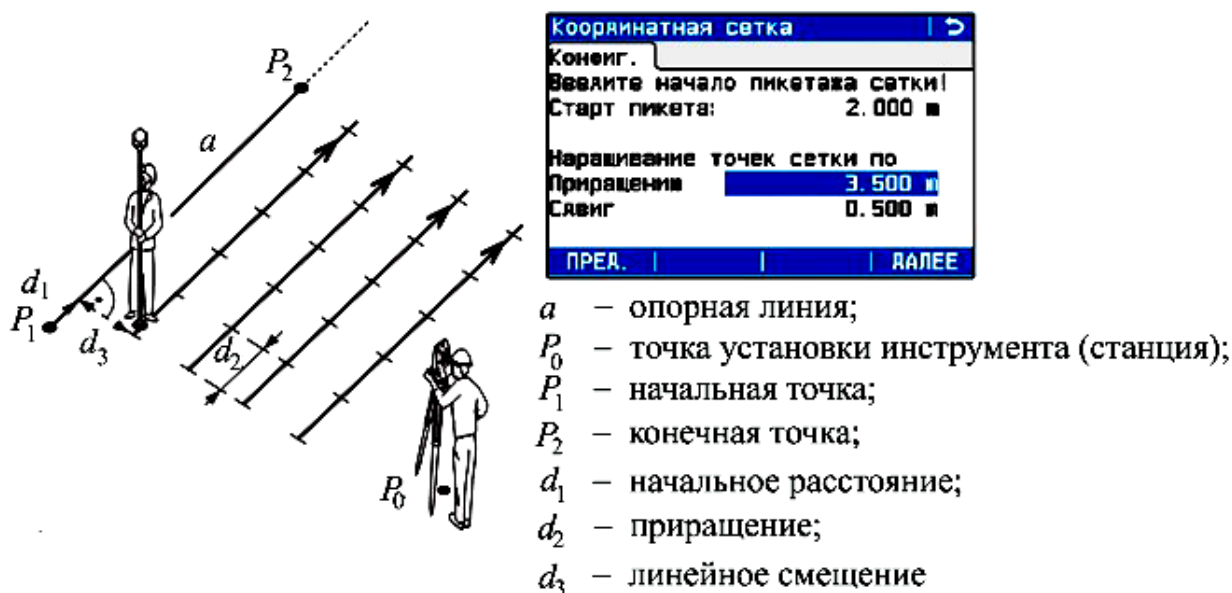 P₂
a
d₁
P₁
d₃
d₂
P₀
Координатная сетка
Конфиг.
Введите начало пикетажа сетки!
Старт пикета: 2.000 m
Наращивание точек сетки по
Приращении 3.500 m
Сдвиг 0.500 m
ПРЕД. ДАЛЕЕ
a – опорная линия;
P₀ – точка установки инструмента (станция);
P₁ – начальная точка;
P₂ – конечная точка;
d₁ – начальное расстояние;
d₂ – приращение;
d₃ – линейное смещение